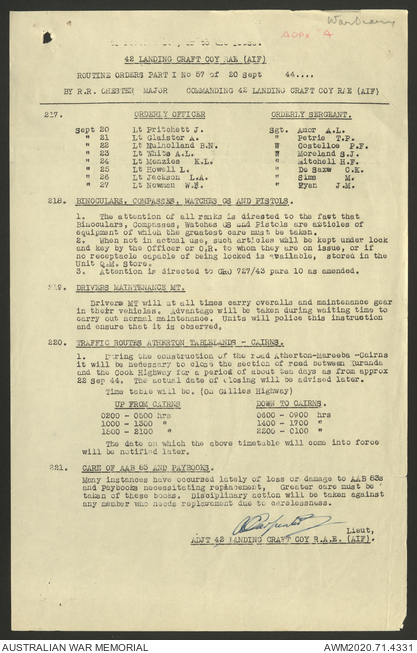 War Diary
APPX 'A'
42 LANDING CRAFT COY RAE (AIF)
ROUTINE ORDERS PART I No 57 of 20 Sept 44....
BY R.R. CHESTER MAJOR COMMANDING 42 LANDING CRAFT COY RAE (AIF)
217. ORDERLY OFFICER ORDERLY SERGEANT.
Sept 20 Lt Pritchett J. Sgt. Amor A.L.
" 21 Lt Glaister A. " Petrie T.P.
" 22 Lt Mulholland B.N. W Costelloe P.F.
" 23 Lt White A.L. W Moreland S.J.
" 24 Lt Menzies K.L. " Mitchell H.F.
" 25 Lt Howell L. " De Saxw C.K.
" 26 Lt Jackson L.A. " Sims M.
" 27 Lt Newman W.F. " Ryan J.M.
218. BINOCULARS, COMPASSES, WATCHES GS AND PISTOLS.
1. The attention of all ranks is directed to the fact that
Binoculars, Compasses, Watches GS and Pistols are articles of
equipment of which the greatest care must be taken.
2. When not in actual use, such articles will be kept under lock
and key by the Officer or O.R. to whom they are on issue, or if
no receptacle capable of being locked is available, stored in the
Unit Q.M. Store.
3. Attention is directed to GRO 727/43 para 10 as amended.
219. DRIVERS MAINTENANCE MT.
Drivers MT will at all times carry overalls and maintenance gear
in their vehicles. Advantage will be taken during waiting time to
carry out normal maintenance. Units will police this instruction
and ensure that it is observed.
220. TRAFFIC ROUTES ATHERTON TABLELANDS - CAIRNS.
1. During the construction of the road Atherton-Mareeba-Cairns
it will be necessary to close the section of road between Kuranda
and the Cook Highway for a period of about ten days as from approx
22 Sep 44. The actual date of closing will be advised later.
Time table will be. (On Gillies Highway)
UP FROM CAIRNS DOWN TO CAIRNS.
0200 - 0500 hrs 0600 - 0900 hrs
1000 - 1300 " 1400 - 1700 "
1800 - 2100 " 2200 - 0100 "
The date on which the above timetable will come into force
will be notified later.
221. CARE OF AAB 83 AND PAYBOOKS.
Many instances have occursed lately of loss or damage to AAB 83s
and Paybooks necessitating replacement, Greater care must be
taken of these books. Disciplinary action will be taken against
any member who needs replacement due to carelessness.
Lieut,
ADJT 42 LANDING CRAFT COY R.A.E. (AIF).
AUSTRALIAN WAR MEMORIAL AWM2020.71.4331